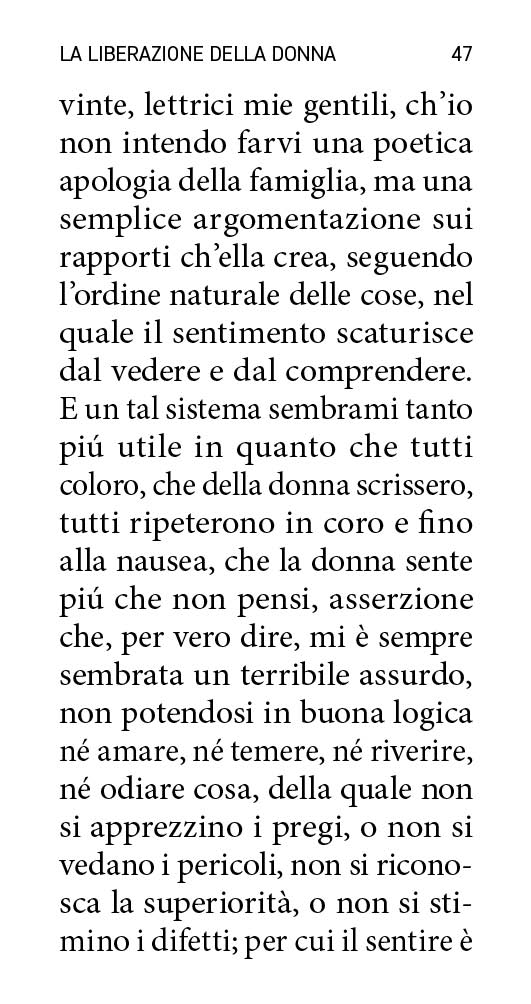 LA LIBERAZIONE DELLA DONNA 47
vinte, lettrici mie gentili, ch’io
non intendo farvi una poetica
apologia della famiglia, ma una
semplice argomentazione sui
rapporti ch’ella crea, seguendo
l’ordine naturale delle cose, nel
quale il sentimento scaturisce
dal vedere e dal comprendere.
E un tal sistema sembrami tanto
piú utile in quanto che tutti
coloro, che della donna scrissero,
tutti ripeterono in coro e fino
alla nausea, che la donna sente
piú che non pensi, asserzione
che, per vero dire, mi è sempre
sembrata un terribile assurdo,
non potendosi in buona logica
né amare, né temere, né riverire,
né odiare cosa, della quale non
si apprezzino i pregi, o non si
vedano i pericoli, non si ricono-
sca la superiorità, o non si sti-
mino i difetti; per cui il sentire è